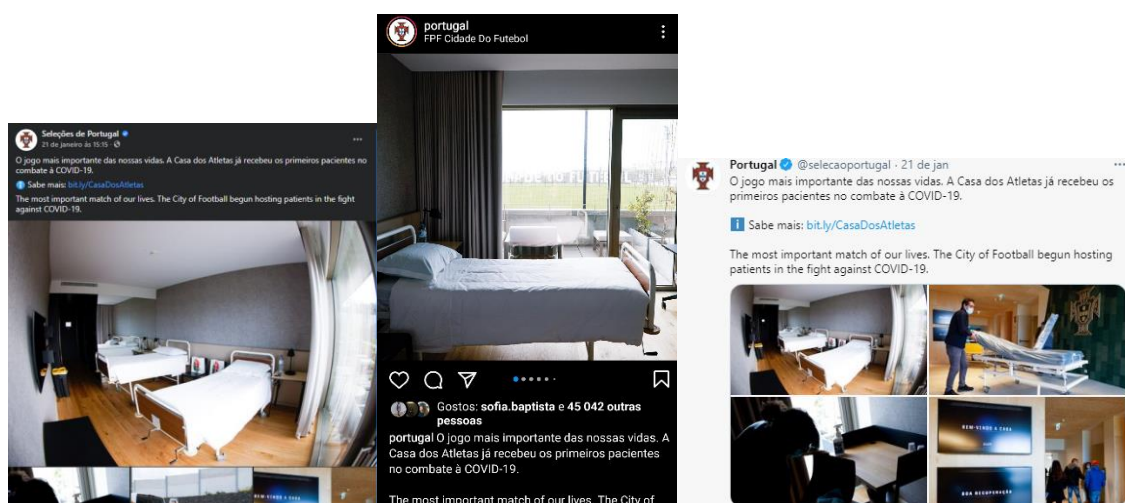 Seleções de Portugal
21 de janeiro às 15:15
O jogo mais importante das nossas vidas. A Casa dos Atletas já recebeu os primeiros pacientes no
combate à COVID-19.
Sabe mais: bit.ly/CasaDosAtletas
The most important match of our lives. The City of Football begun hosting patients in the fight
against COVID-19.
portugal
FPF Cidade Do Futebol
Gostos: sofia.baptista e 45 042 outras
pessoas
portugal O jogo mais importante das nossas vidas. A
Casa dos Atletas já recebeu os primeiros pacientes
no combate à COVID-19.
The most important match of our lives. The City of
Portugal @selecaoportugal · 21 de jan
O jogo mais importante das nossas vidas. A Casa dos Atletas já recebeu os
primeiros pacientes no combate à COVID-19.
Sabe mais: bit.ly/CasaDosAtletas
The most important match of our lives. The City of Football begun hosting
patients in the fight against COVID-19.
BEM-VINDO A CASA
BOA RECUPERAÇÃO